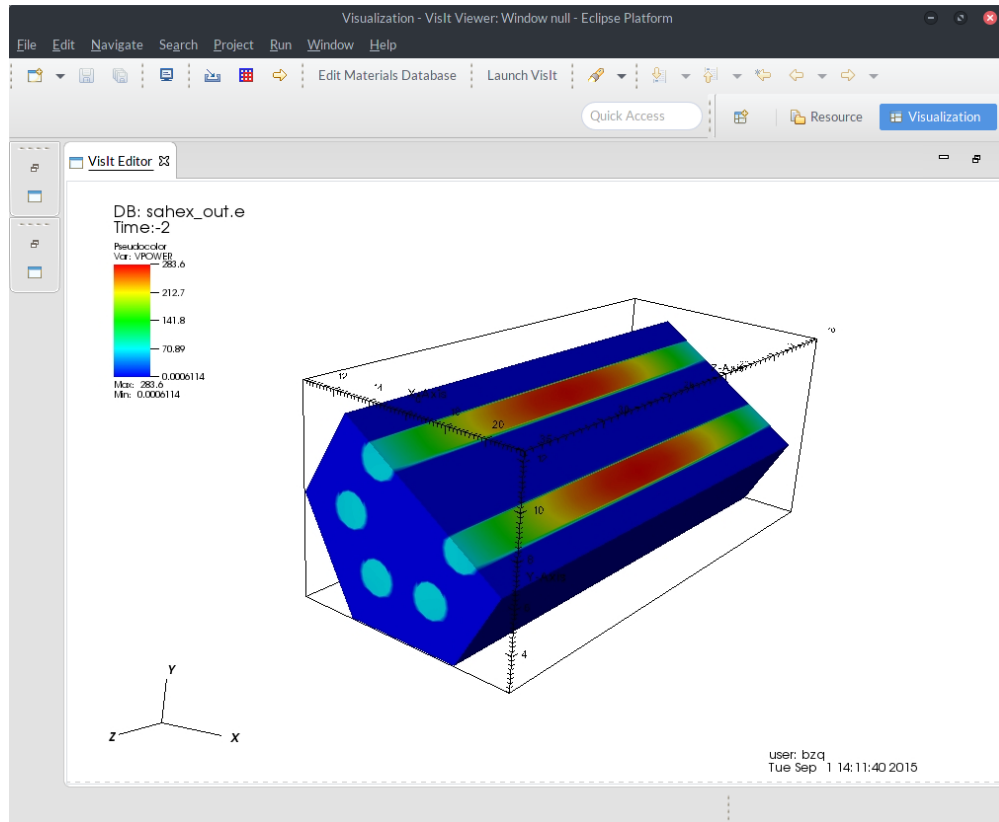 Visualization - VisIt Viewer: Window null - Eclipse Platform
File Edit Navigate Search Project Run Window Help
Edit Materials Database Launch VisIt
Quick Access Resource Visualization
VisIt Editor
DB: sahex_out.e
Time:-2
Pseudocolor
Var: VPOWER
283.6
212.7
141.8
70.89
0.0006114
Max: 283.6
Min: 0.0006114
12
20
10
4
Z-Axis
Y
Z
X
user: bzq
Tue Sep 1 14:11:40 2015